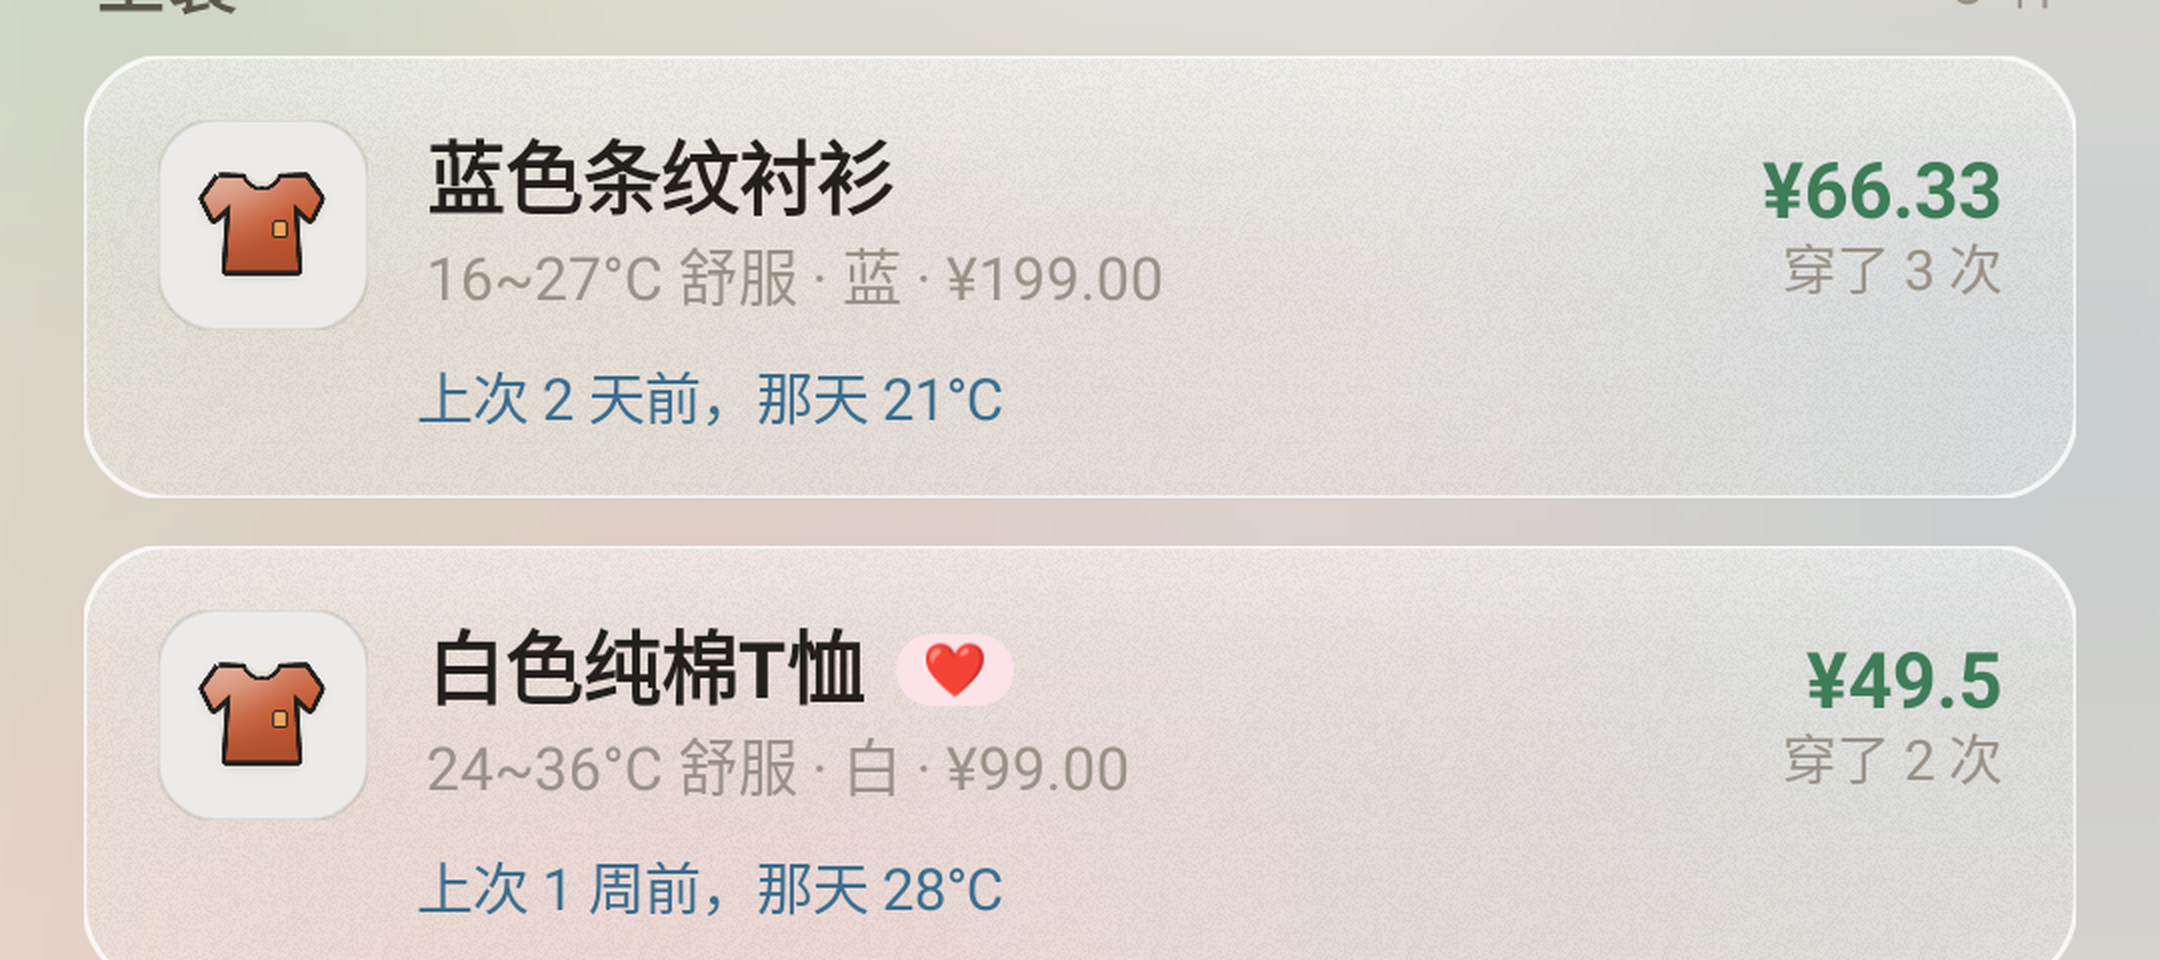 蓝色条纹衬衫
¥66.33
16~27°C 舒服 · 蓝 · ¥199.00
穿了 3 次
上次 2 天前，那天 21°C
白色纯棉T恤
¥49.5
24~36°C 舒服 · 白 · ¥99.00
穿了 2 次
上次 1 周前，那天 28°C